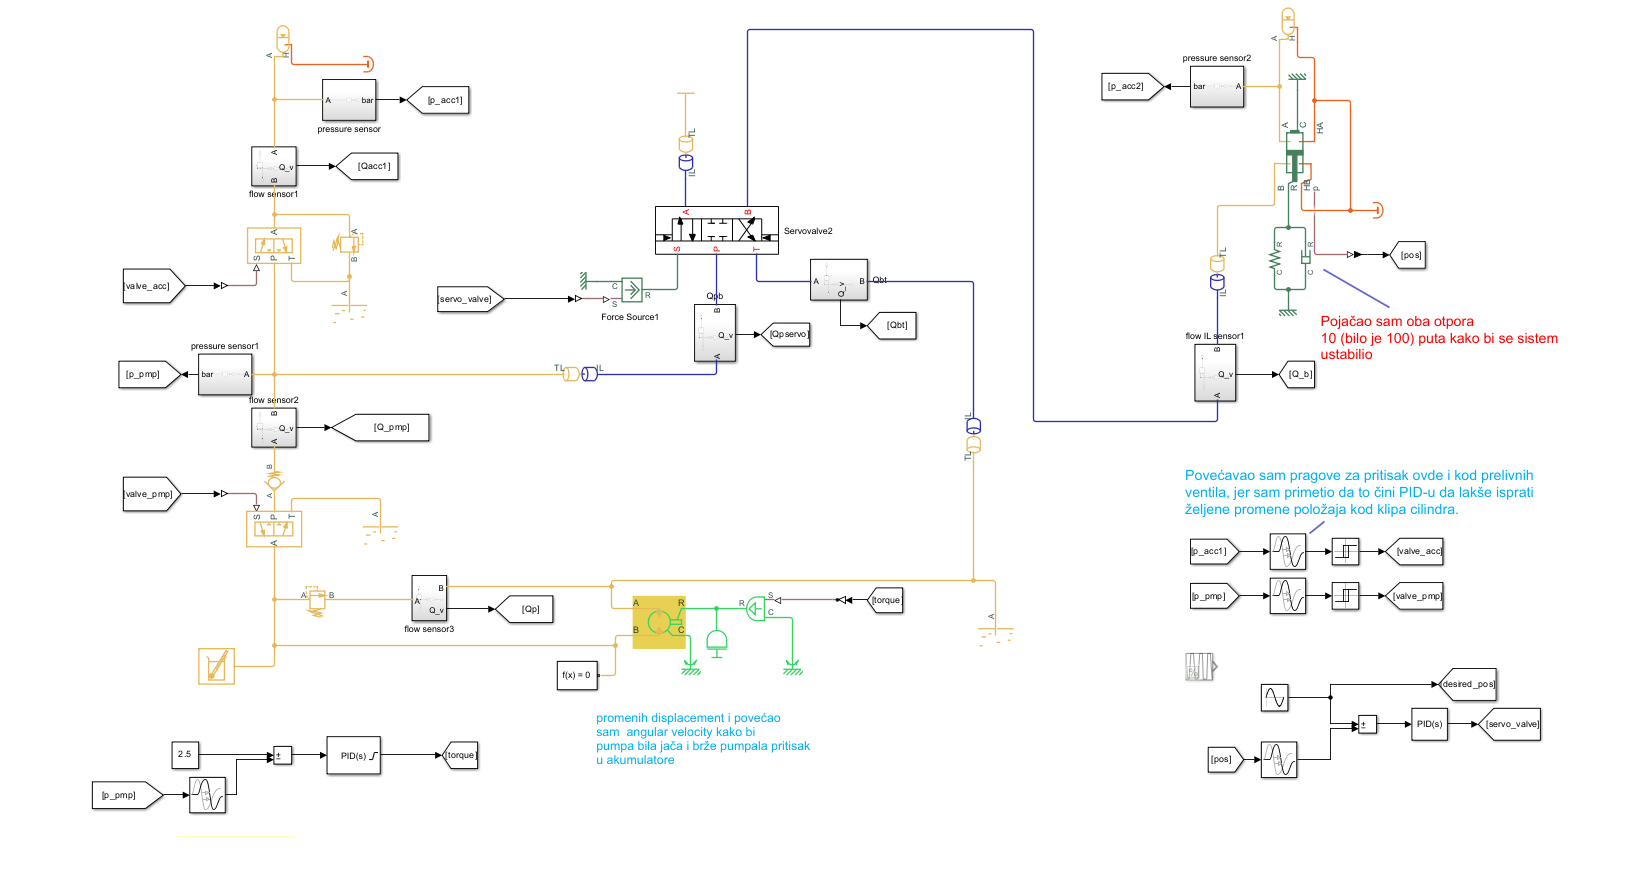 A
H
pressure sensor
A
bar
[p_acc1]
A
Q_v
B
[Qacc1]
flow sensor1
A
S
P
T
A
B
A
[valve_acc]
pressure sensor1
[p_pmp]
bar
A
flow sensor2
B
Q_v
A
[Q_pmp]
B
A
[valve_pmp]
S
P
T
A
A
A
B
A
B
Q_v
flow sensor3
[Qp]
TL
IL
A
B
S
P
T
Servovalve2
[servo_valve]
C
S
R
Force Source1
Qpb
B
Q_v
A
[Qpservo]
A
Q_v
B
Qbt
[Qbt]
TL
IL
IL
TL
A
A
B
R
C
R
S
C
[torque]
f(x) = 0
promenih displacement i povećao
sam angular velocity kako bi
pumpa bila jača i brže pumpala pritisak
u akumulatore
2.5
±
PID(s)
[torque]
[p_pmp]
pressure sensor2
[p_acc2]
bar
A
A
H
A
C
HA
B
R
HB
p
R
C
R
C
[pos]
TL
IL
flow IL sensor1
B
Q_v
A
[Q_b]
Pojačao sam oba otpora
10 (bilo je 100) puta kako bi se sistem
ustabilio
Povećavao sam pragove za pritisak ovde i kod prelivnih
ventila, jer sam primetio da to čini PID-u da lakše isprati
željene promene položaja kod klipa cilindra.
[p_acc1]
[valve_acc]
[p_pmp]
[valve_pmp]
[desired_pos]
±
PID(s)
[servo_valve]
[pos]